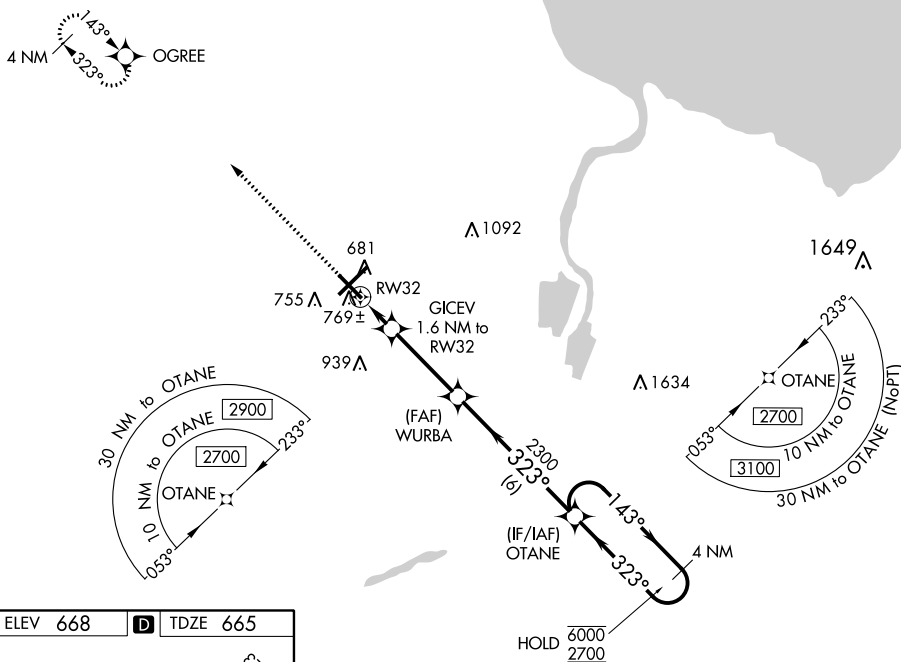 143°
4 NM
323°
OGREE
1092
1649
681
RW32
755
769±
GICEV
1.6 NM to
RW32
939
1634
233°
OTANE
2700
10 NM to OTANE
3100
30 NM to OTANE (NoPT)
053°
30 NM to OTANE
2900
10 NM to OTANE
2700
233°
OTANE
053°
(FAF)
WURBA
2300
323°
(6)
(IF/IAF)
OTANE
143°
4 NM
323°
HOLD 6000
2700
ELEV 668 D TDZE 665